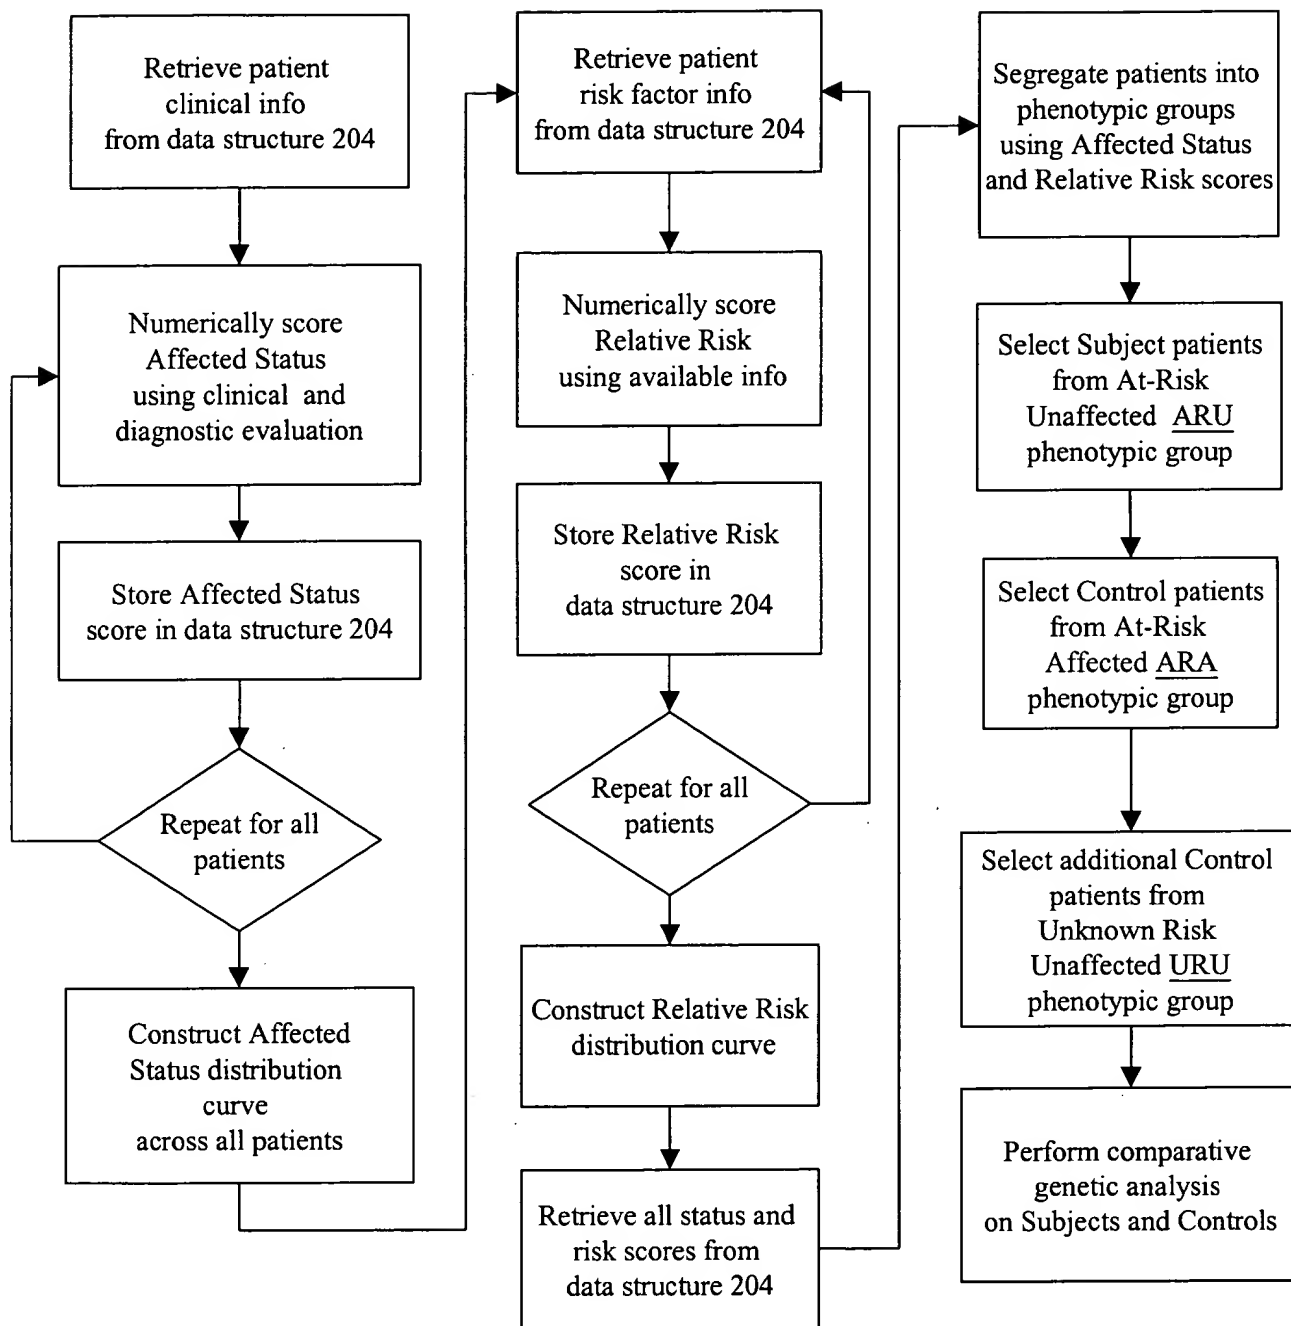 Retrieve patient
clinical info
from data structure 204
Numerically score
Affected Status
using clinical and
diagnostic evaluation
Store Affected Status
score in data structure 204
Repeat for all
patients
Construct Affected
Status distribution
curve
across all patients
Retrieve patient
risk factor info
from data structure 204
Numerically score
Relative Risk
using available info
Store Relative Risk
score in
data structure 204
Repeat for all
patients
Construct Relative Risk
distribution curve
Retrieve all status and
risk scores from
data structure 204
Segregate patients into
phenotypic groups
using Affected Status
and Relative Risk scores
Select Subject patients
from At-Risk
Unaffected ARU
phenotypic group
Select Control patients
from At-Risk
Affected ARA
phenotypic group
Select additional Control
patients from
Unknown Risk
Unaffected URU
phenotypic group
Perform comparative
genetic analysis
on Subjects and Controls